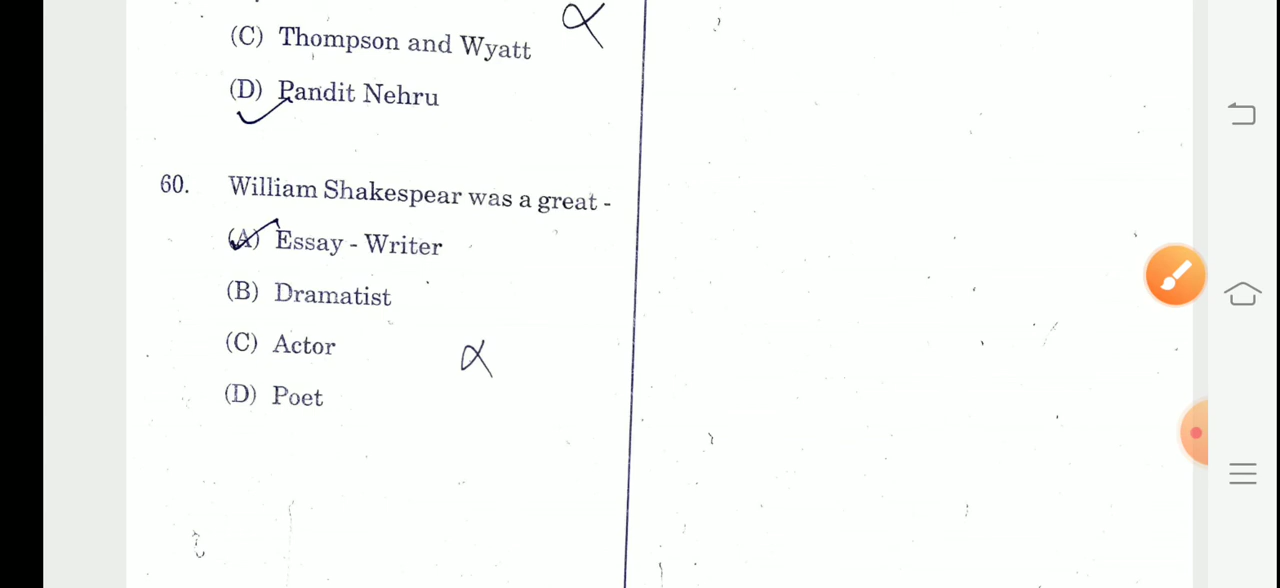 (C) Thompson and Wyatt
(D) Pandit Nehru
60. William Shakespear was a great -
(A) Essay - Writer
(B) Dramatist
(C) Actor
(D) Poet